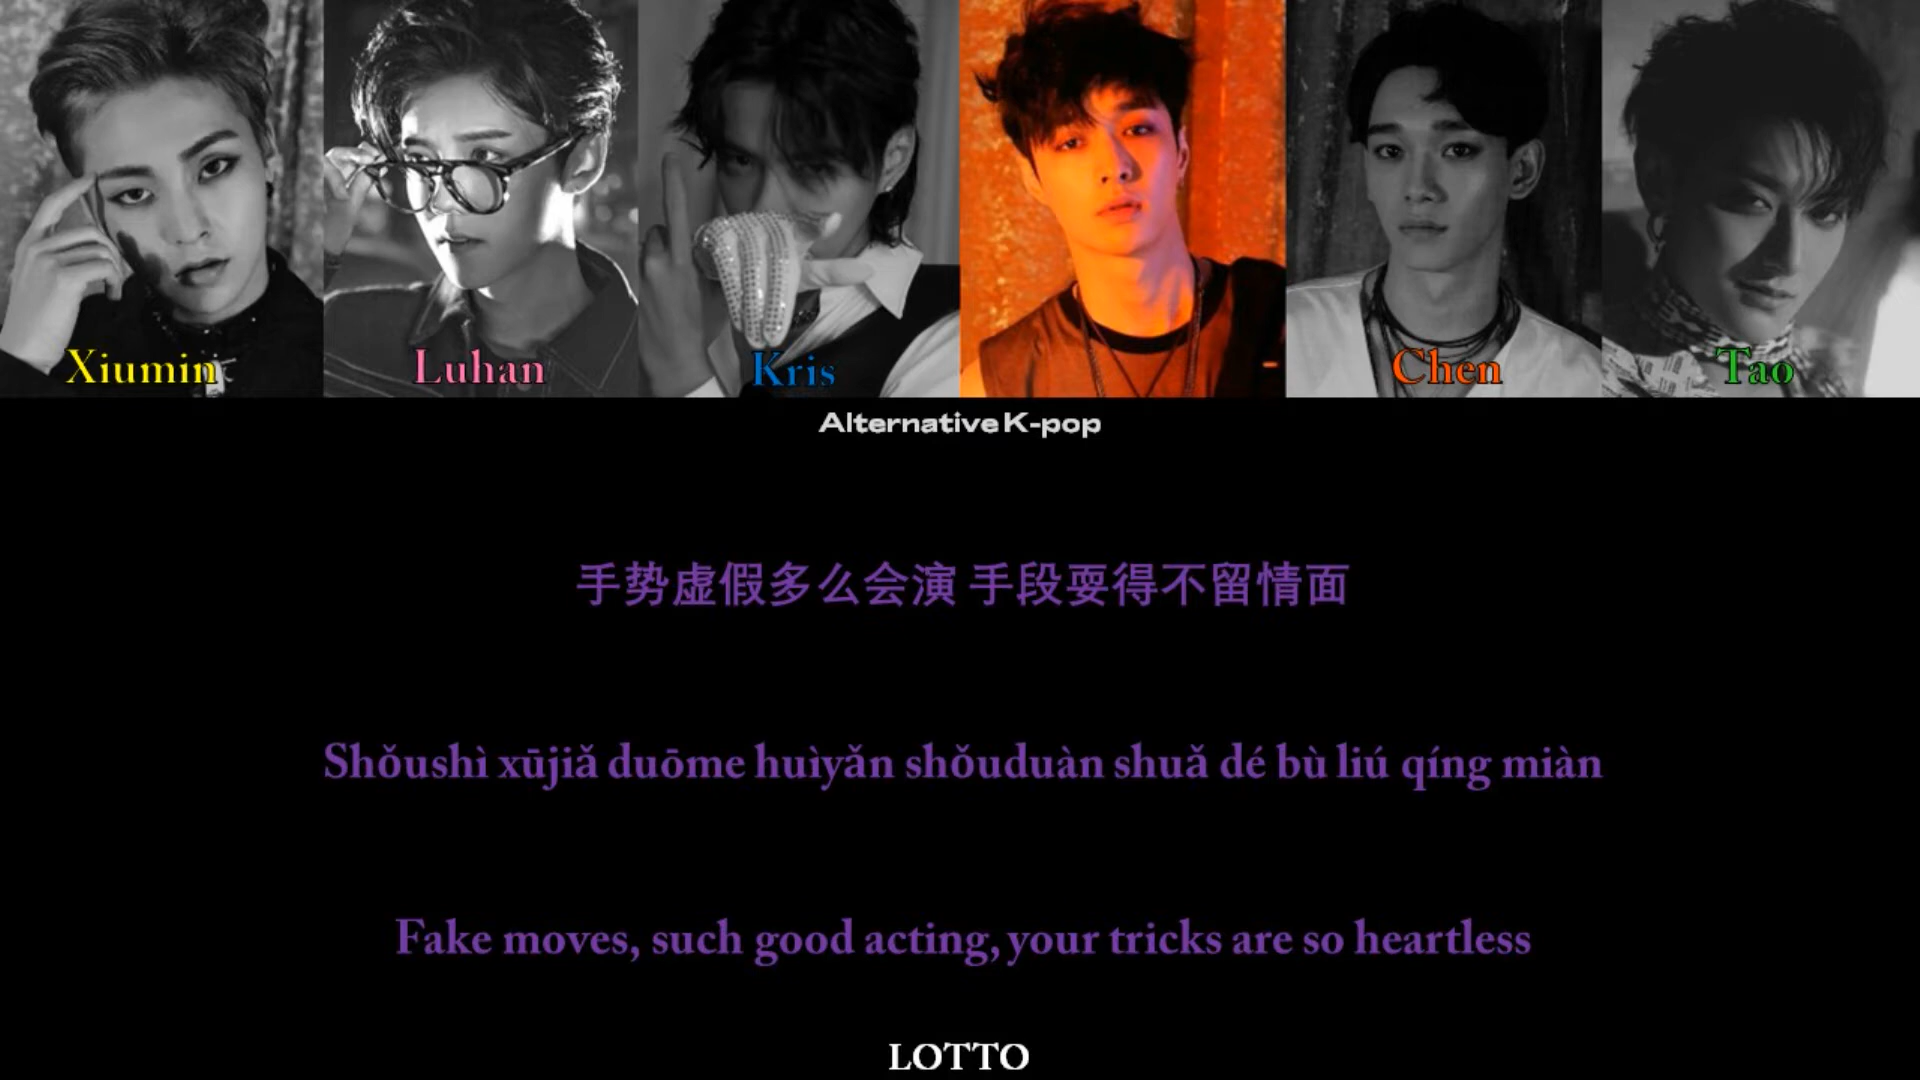 Xiumin
Luhan
Kris
Chen
Tao
Alternative K-pop
手势虚假多么会演 手段耍得不留情面
Shǒushì xūjiǎ duōme huìyǎn shǒuduàn shuǎ dé bù liú qíng miàn
Fake moves, such good acting, your tricks are so heartless
LOTTO